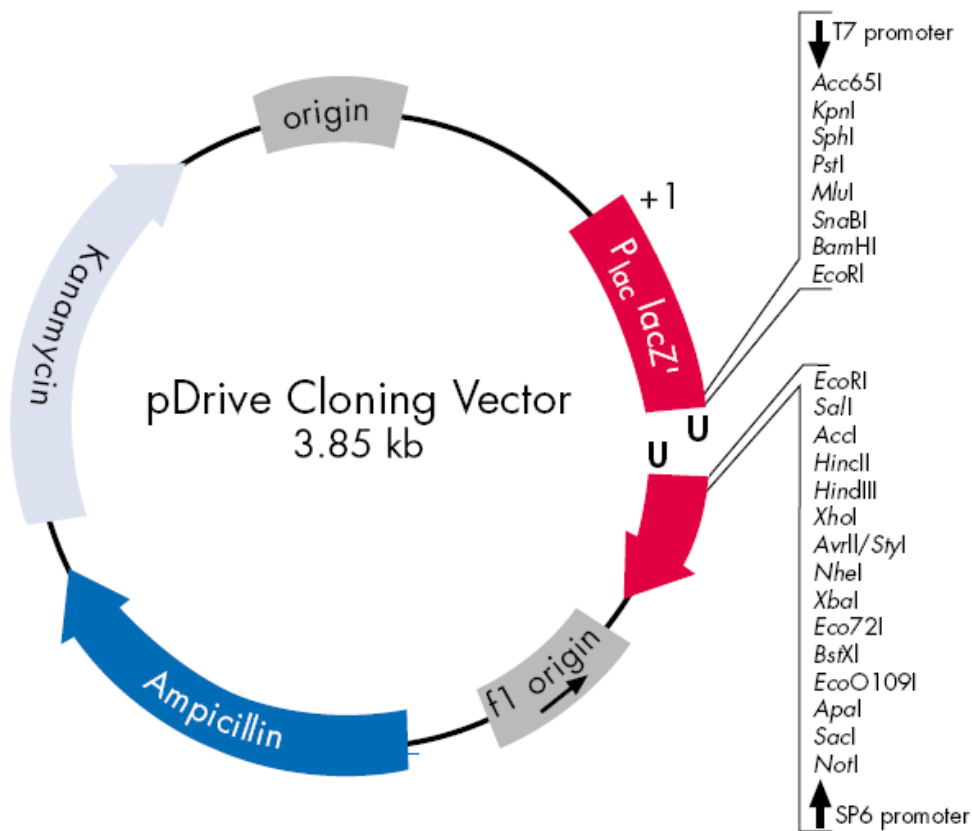 origin
+1
Plac lacZ'
U
U
Kanamycin
pDrive Cloning Vector
3.85 kb
Ampicillin
f1 origin
T7 promoter
Acc65I
KpnI
SphI
PstI
MluI
SnaBI
BamHI
EcoRI
EcoRI
SalI
AccI
HincII
HindIII
XhoI
AvrII/StyI
NheI
XbaI
Eco72I
BstXI
EcoO109I
ApaI
SacI
NotI
SP6 promoter